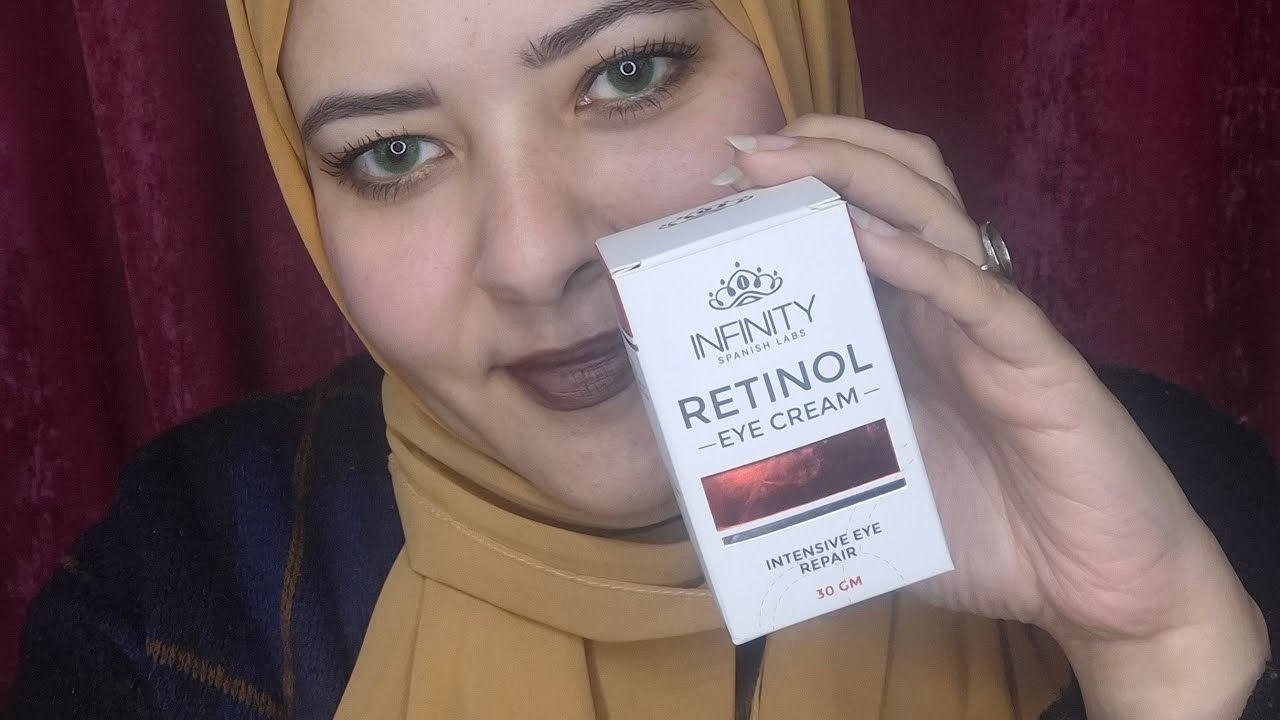 INFINITY
SPANISH LABS
RETINOL
EYE CREAM
INTENSIVE EYE
REPAIR
30 GM